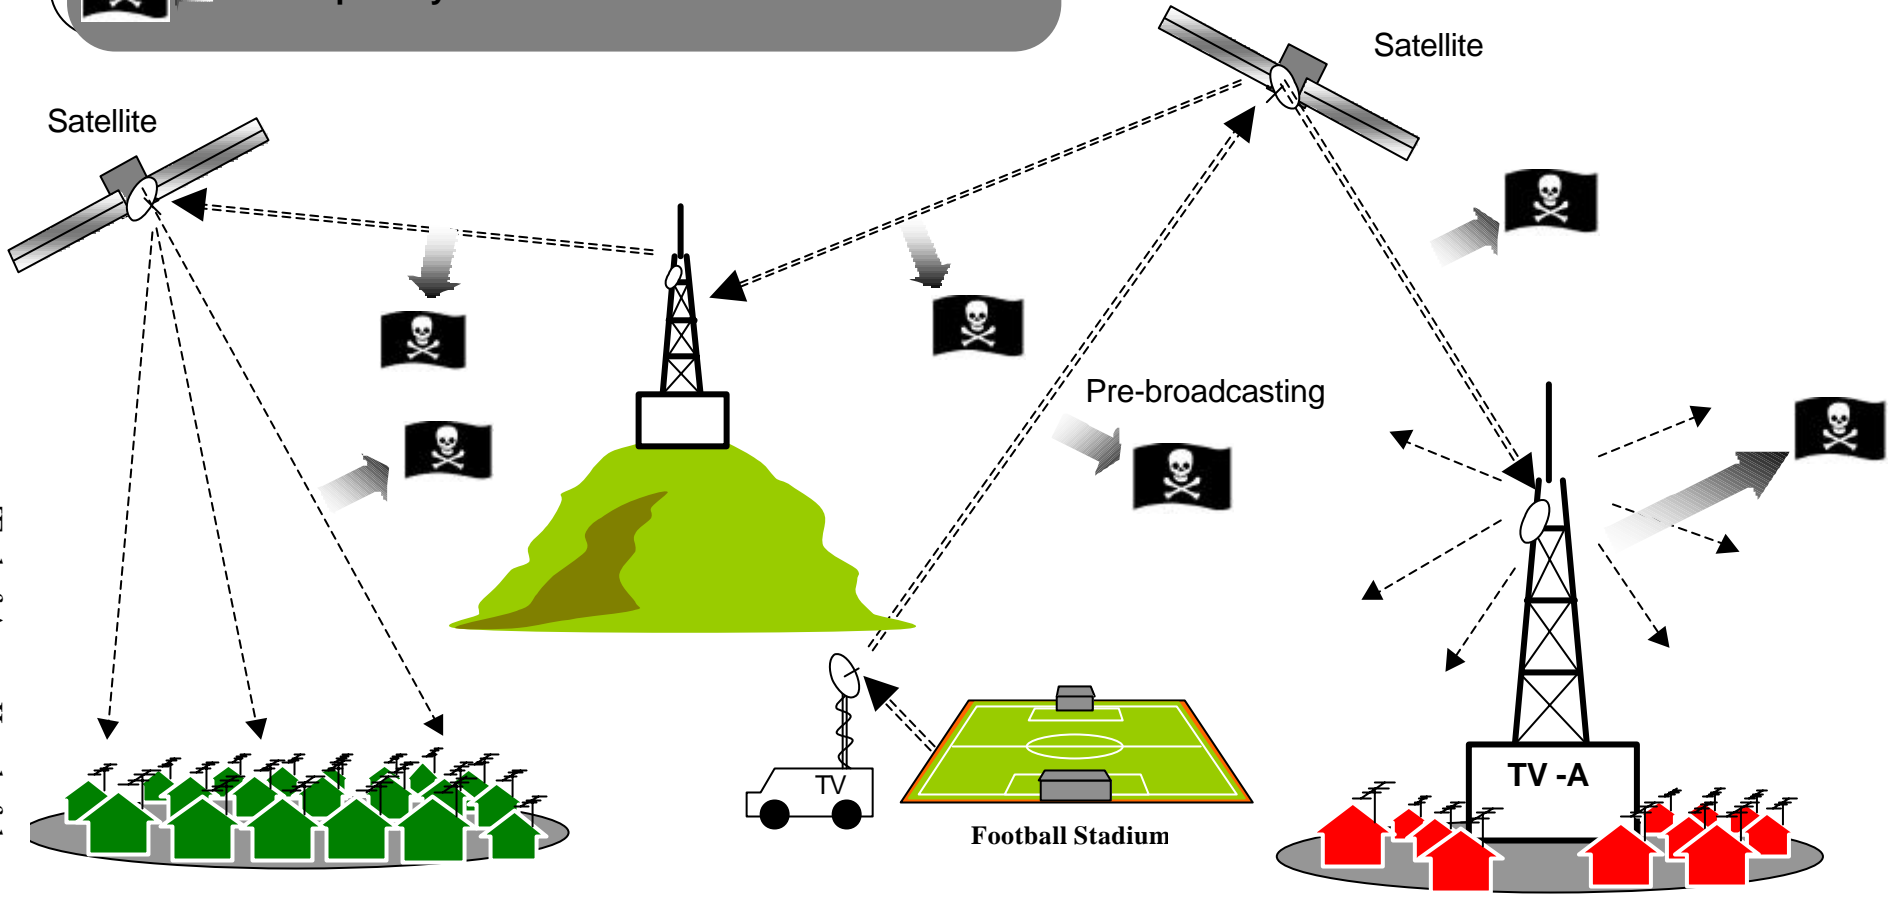 Satellite
Satellite
Pre-broadcasting
TV
TV -A
Football Stadium